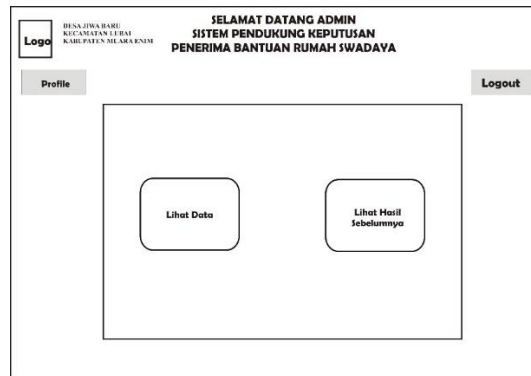 Logo
DESA JIWA BARU
KECAMATAN LUBAI
KABUPATEN MUARA ENIM
SELAMAT DATANG ADMIN
SISTEM PENDUKUNG KEPUTUSAN
PENERIMA BANTUAN RUMAH SWADAYA
Profile
Logout
Lihat Data
Lihat Hasil
Sebelumnya